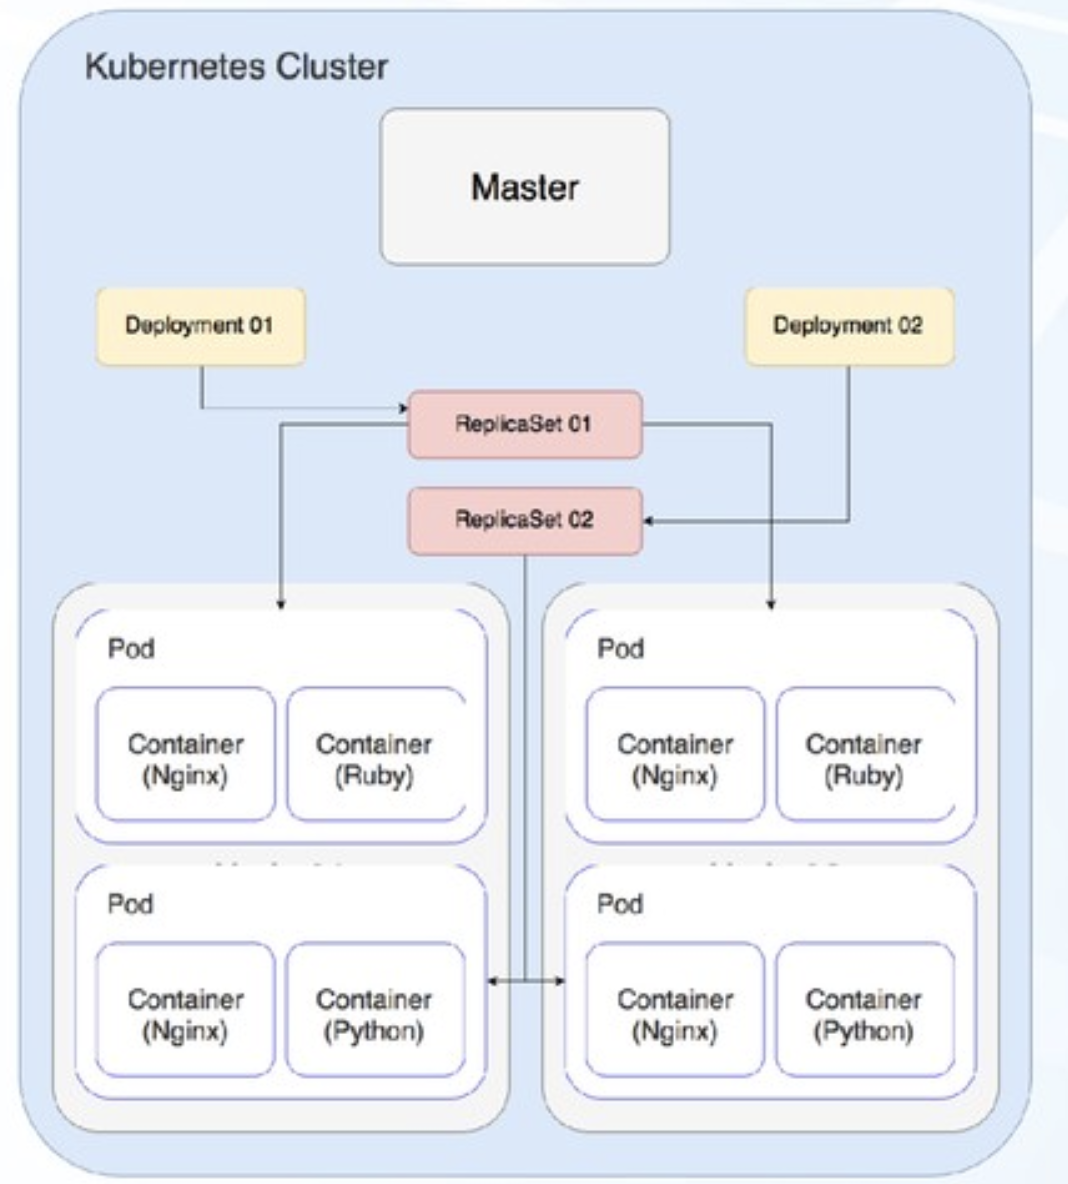 Kubernetes Cluster
Master
Deployment 01
Deployment 02
ReplicaSet 01
ReplicaSet 02
Pod
Container
(Nginx)
Container
(Ruby)
Pod
Container
(Nginx)
Container
(Ruby)
Pod
Container
(Nginx)
Container
(Python)
Pod
Container
(Nginx)
Container
(Python)